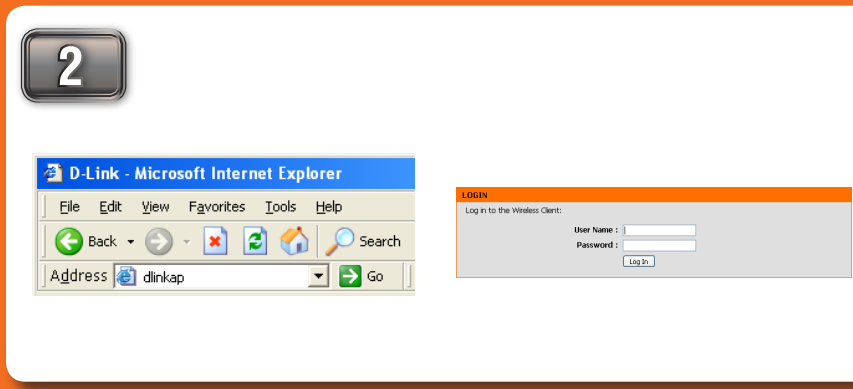 2
D-Link - Microsoft Internet Explorer
File Edit View Favorites Tools Help
Back Search
Address dlinkap Go
LOGIN
Log in to the Wireless Client:
User Name :
Password :
Log In